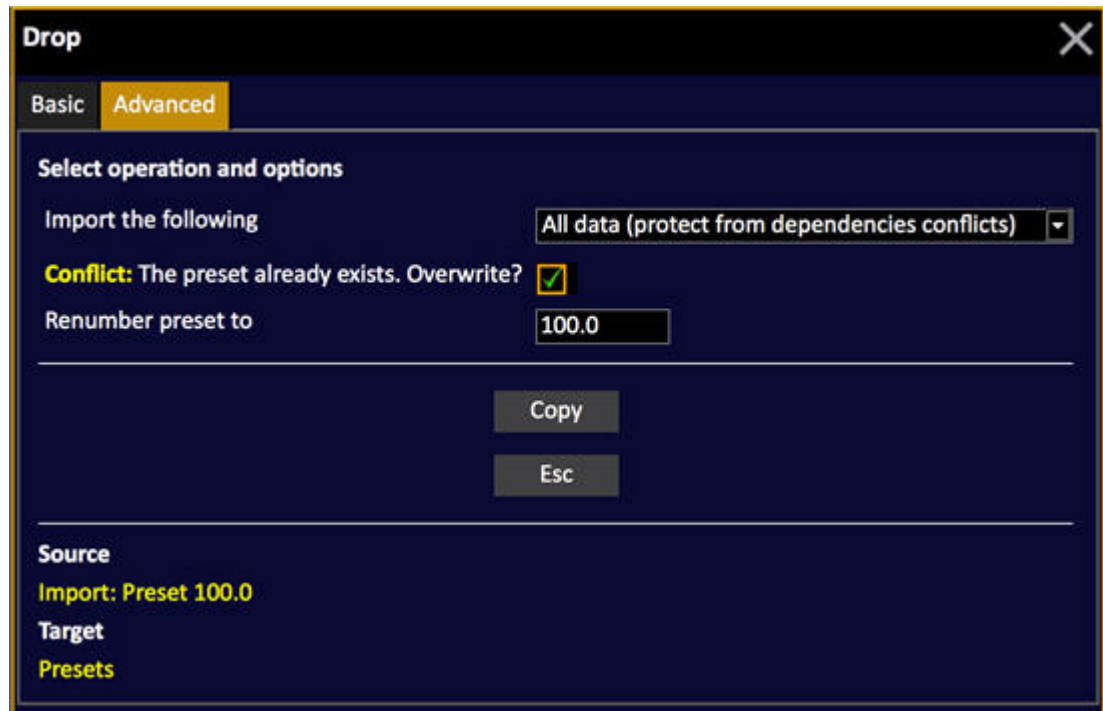 Drop
Basic Advanced
Select operation and options
Import the following All data (protect from dependencies conflicts)
Conflict: The preset already exists. Overwrite?
Renumber preset to 100.0
Copy
Esc
Source
Import: Preset 100.0
Target
Presets